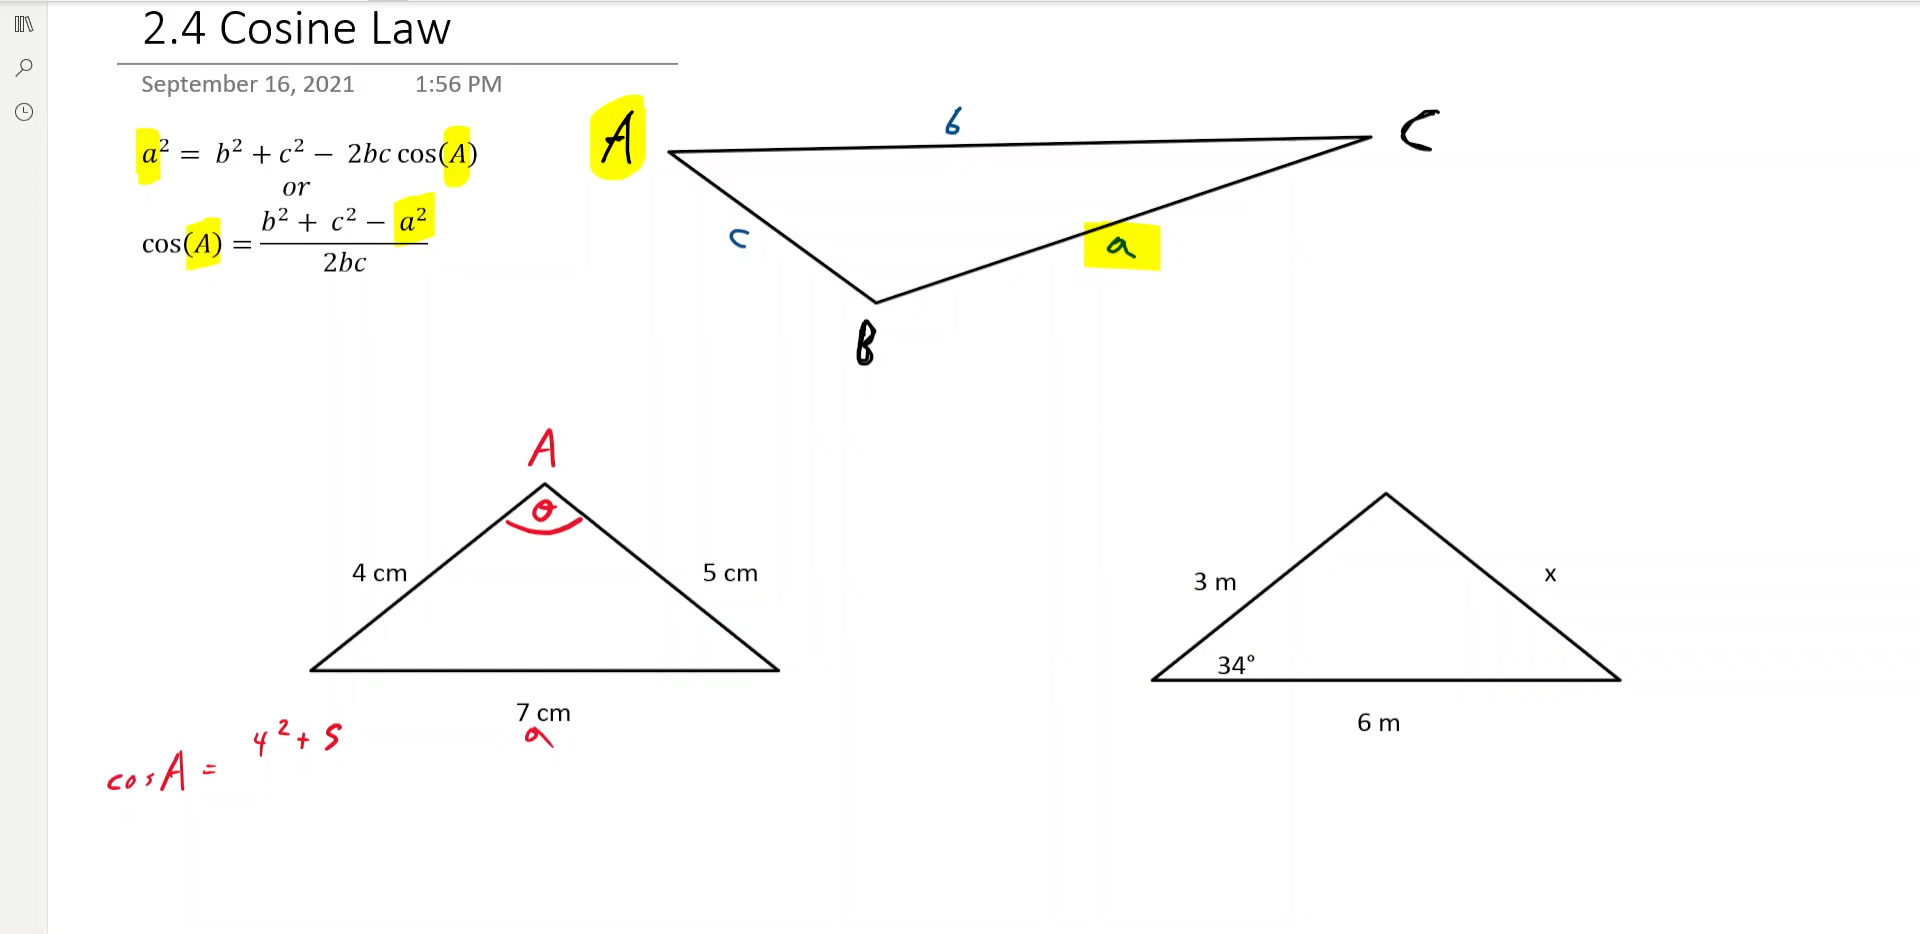 2.4 Cosine Law
September 16, 2021 1:56 PM
a² = b² + c² − 2bc cos(A)
or
cos(A) = (b² + c² − a²) / 2bc
A
b
C
c
a
B
A
θ
4 cm
5 cm
7 cm
a
cos A = 4² + 5
3 m
x
34°
6 m